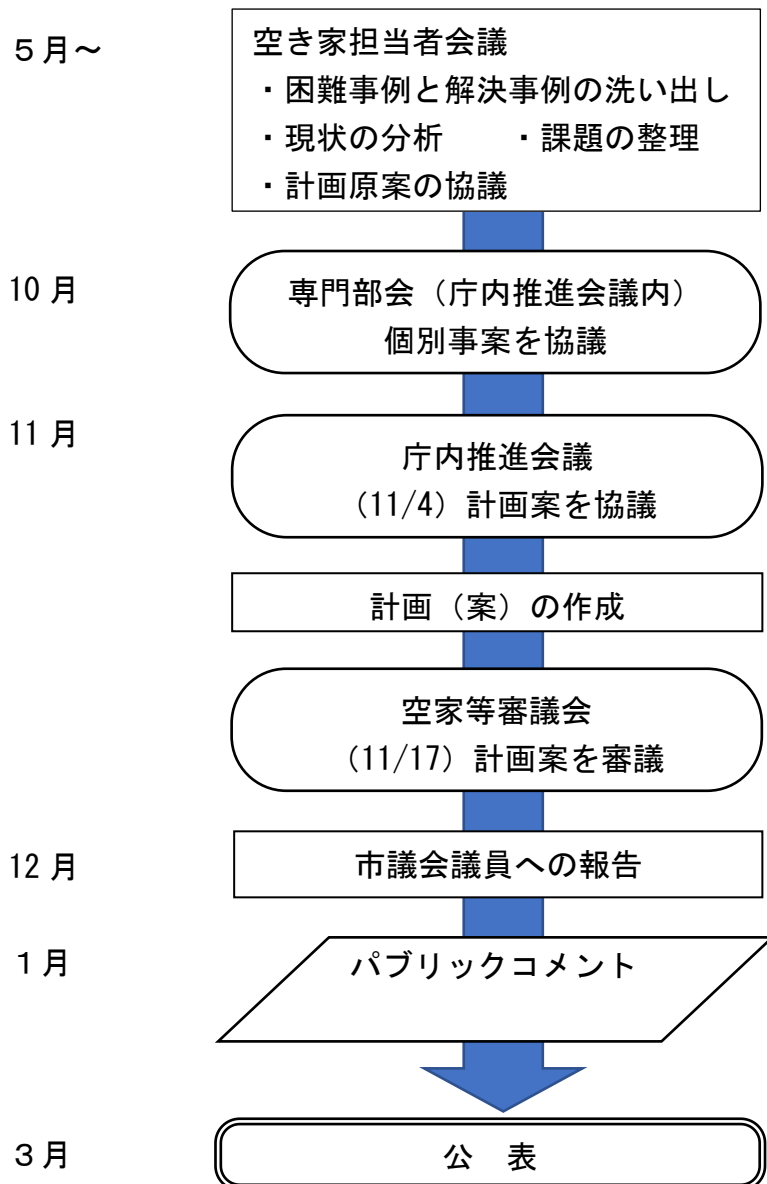 ５月～
空き家担当者会議
・困難事例と解決事例の洗い出し
・現状の分析　　・課題の整理
・計画原案の協議
10 月
専門部会（庁内推進会議内）
個別事案を協議
11 月
庁内推進会議
（11/4）計画案を協議
計画（案）の作成
空家等審議会
（11/17）計画案を審議
12 月
市議会議員への報告
１月
パブリックコメント
３月
公　表